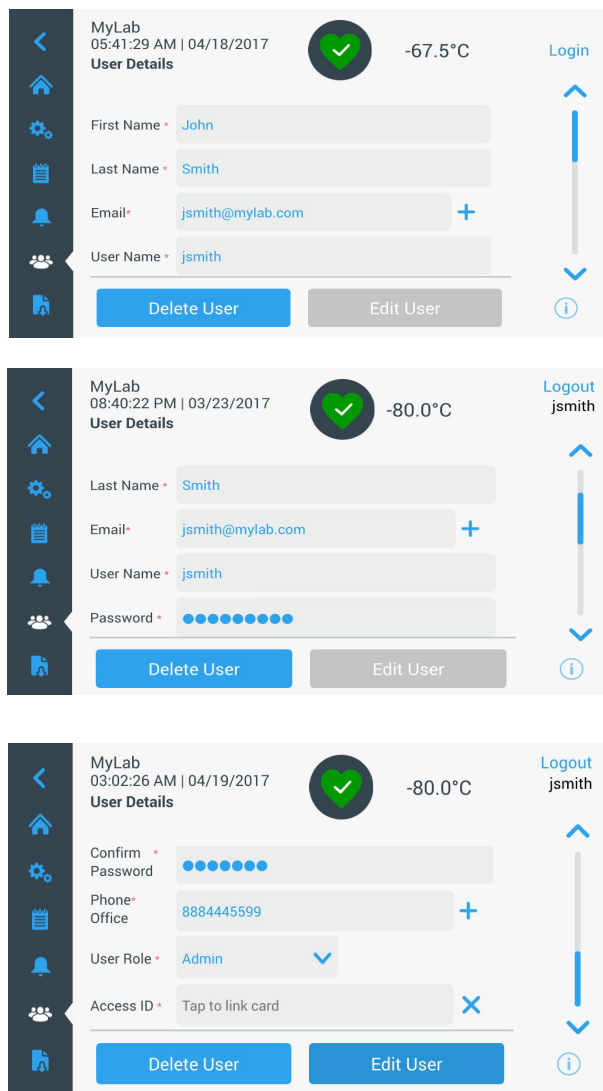 MyLab
05:41:29 AM | 04/18/2017
User Details
-67.5°C
Login
First Name * John
Last Name * Smith
Email* jsmith@mylab.com
User Name * jsmith
Delete User Edit User
MyLab
08:40:22 PM | 03/23/2017
User Details
-80.0°C
Logout
jsmith
Last Name * Smith
Email* jsmith@mylab.com
User Name * jsmith
Password * ●●●●●●●●●
Delete User Edit User
MyLab
03:02:26 AM | 04/19/2017
User Details
-80.0°C
Logout
jsmith
Confirm *
Password ●●●●●●●
Phone*
Office 8884445599
User Role * Admin
Access ID * Tap to link card
Delete User Edit User